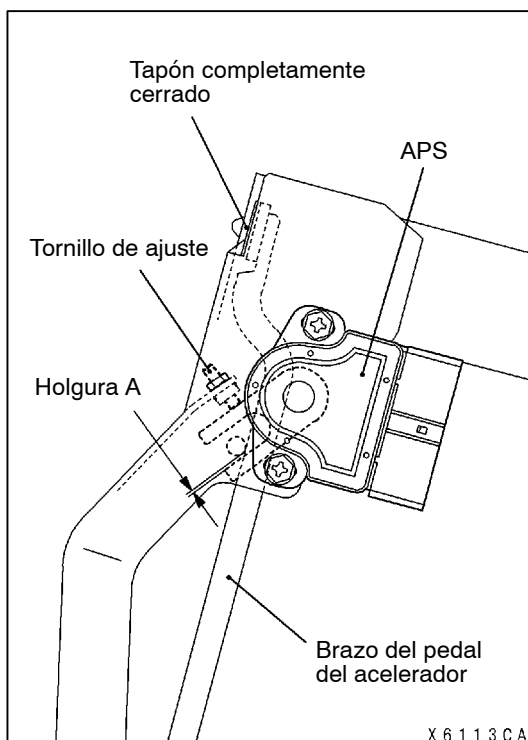 Tapón completamente
cerrado
APS
Tornillo de ajuste
Holgura A
Brazo del pedal
del acelerador
X6113CA